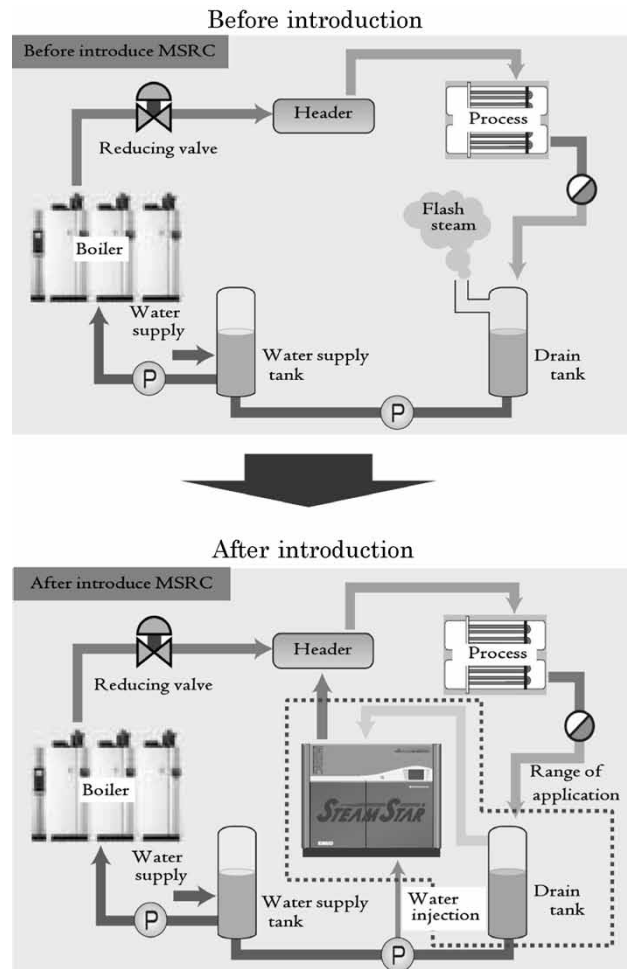 Before introduction
Before introduce MSRC
Header
Process
Reducing valve
Flash
steam
Boiler
Water
supply
P
Water supply
tank
P
Drain
tank
After introduction
After introduce MSRC
Header
Process
Reducing valve
Range of
application
Boiler
STEAM STAR
Water
supply
P
Water supply
tank
Water
injection
P
Drain
tank